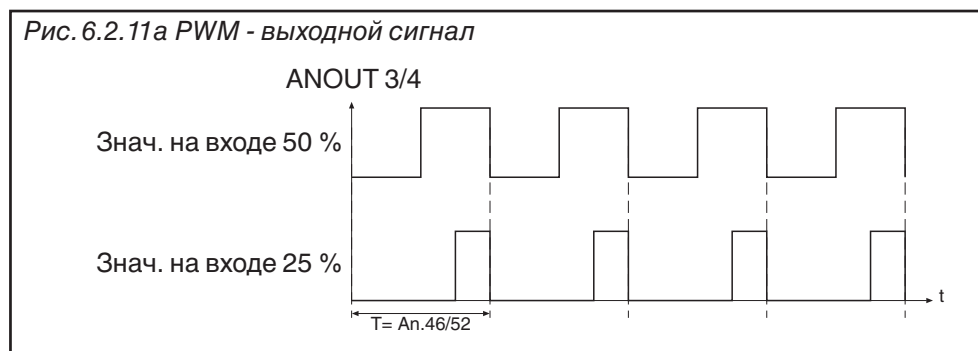 Рис. 6.2.11a PWM - выходной сигнал
ANOUT 3/4
Знач. на входе 50 %
Знач. на входе 25 %
t
T= An.46/52